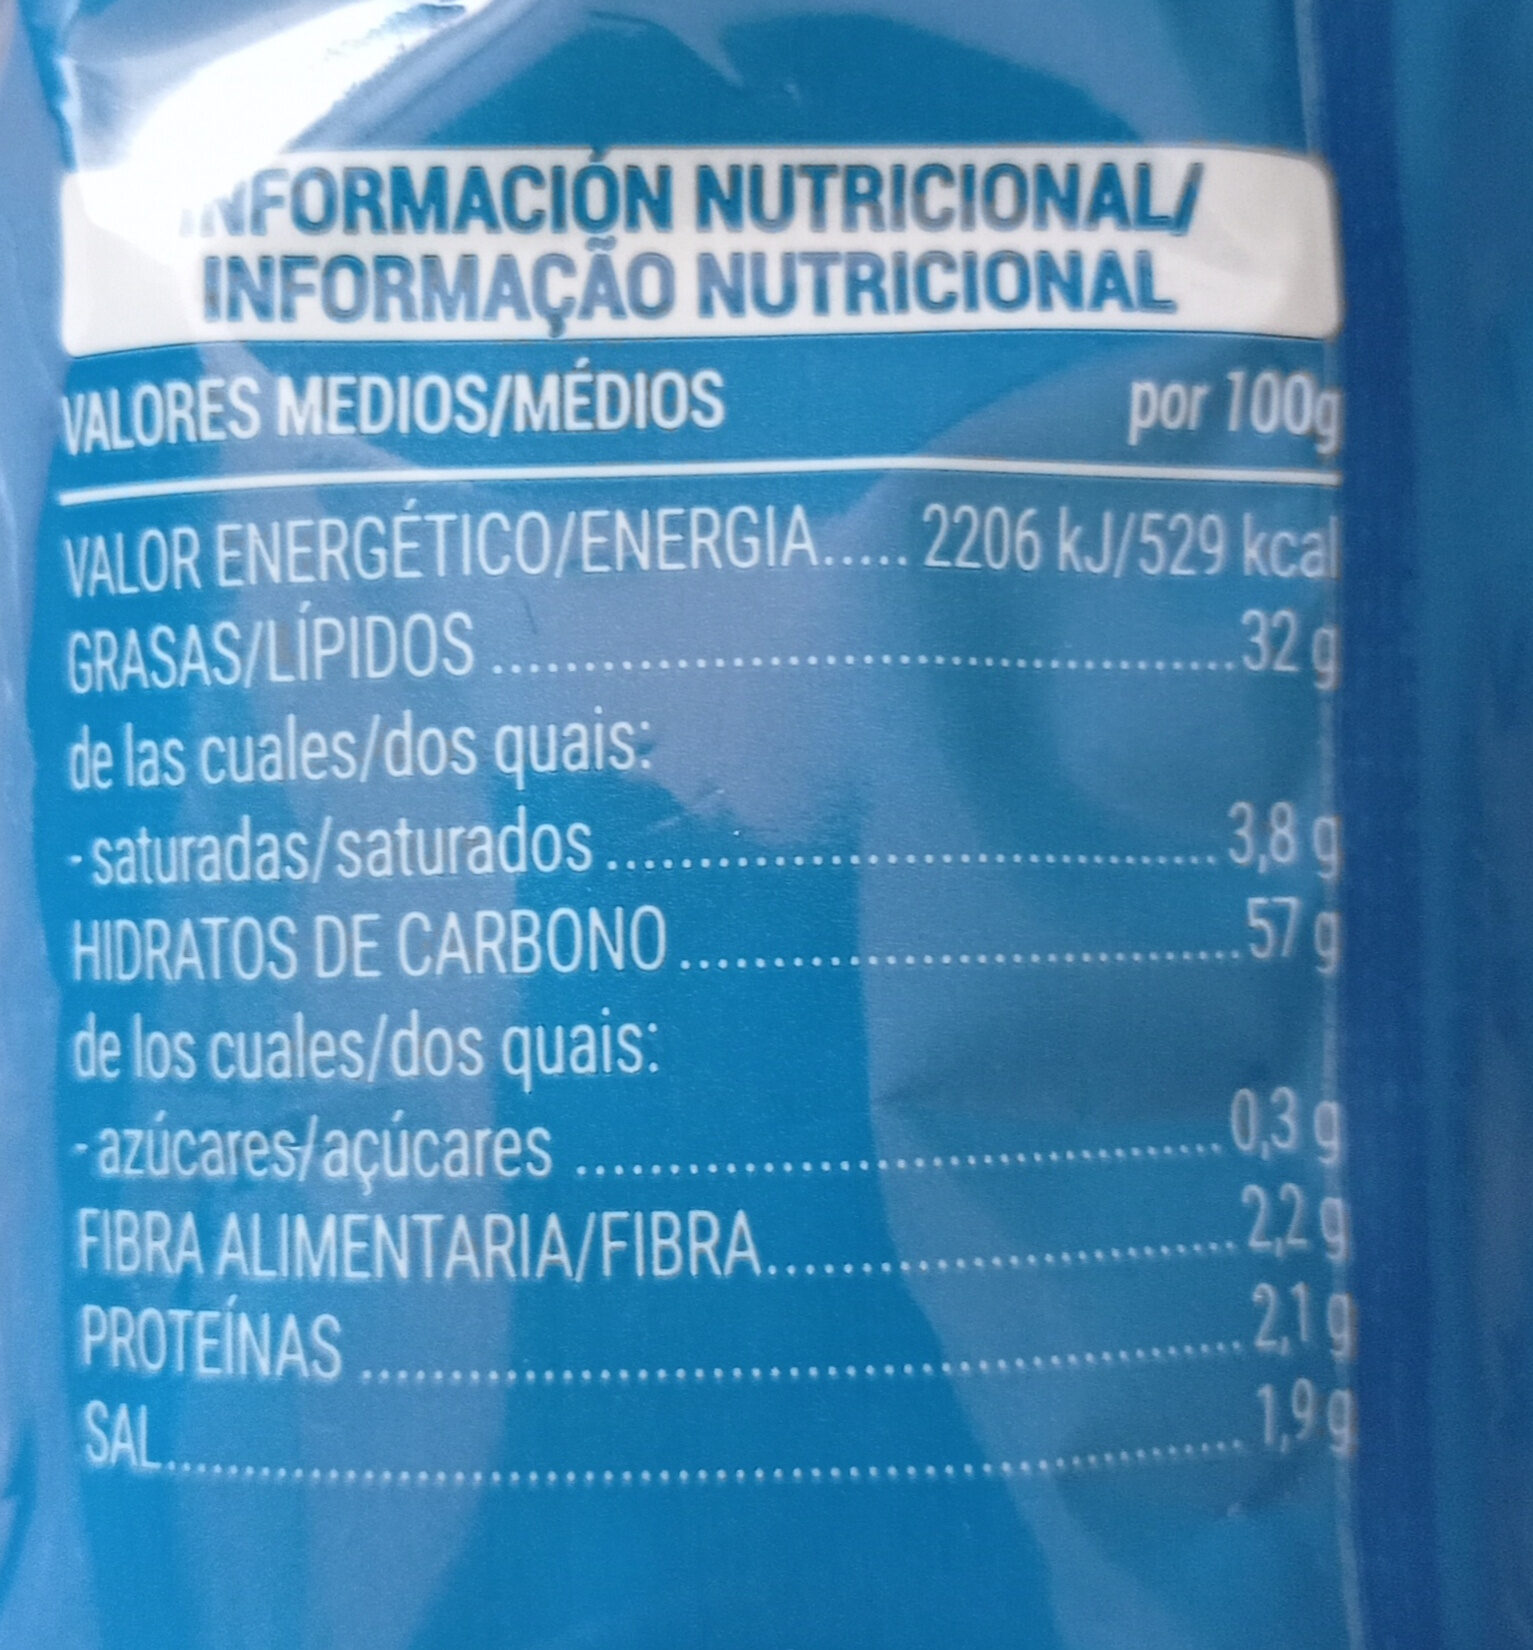 INFORMACIÓN NUTRICIONAL/
INFORMAÇÃO NUTRICIONAL
VALORES MEDIOS/MÉDIOS por 100g
VALOR ENERGÉTICO/ENERGIA..... 2206 kJ/529 kcal
GRASAS/LÍPIDOS ........................................ 32 g
de las cuales/dos quais:
- saturadas/saturados ................................. 3,8 g
HIDRATOS DE CARBONO .............................. 57 g
de los cuales/dos quais:
- azúcares/açúcares ................................... 0,3 g
FIBRA ALIMENTARIA/FIBRA.......................... 2,2 g
PROTEÍNAS ................................................ 2,1 g
SAL............................................................ 1,9 g